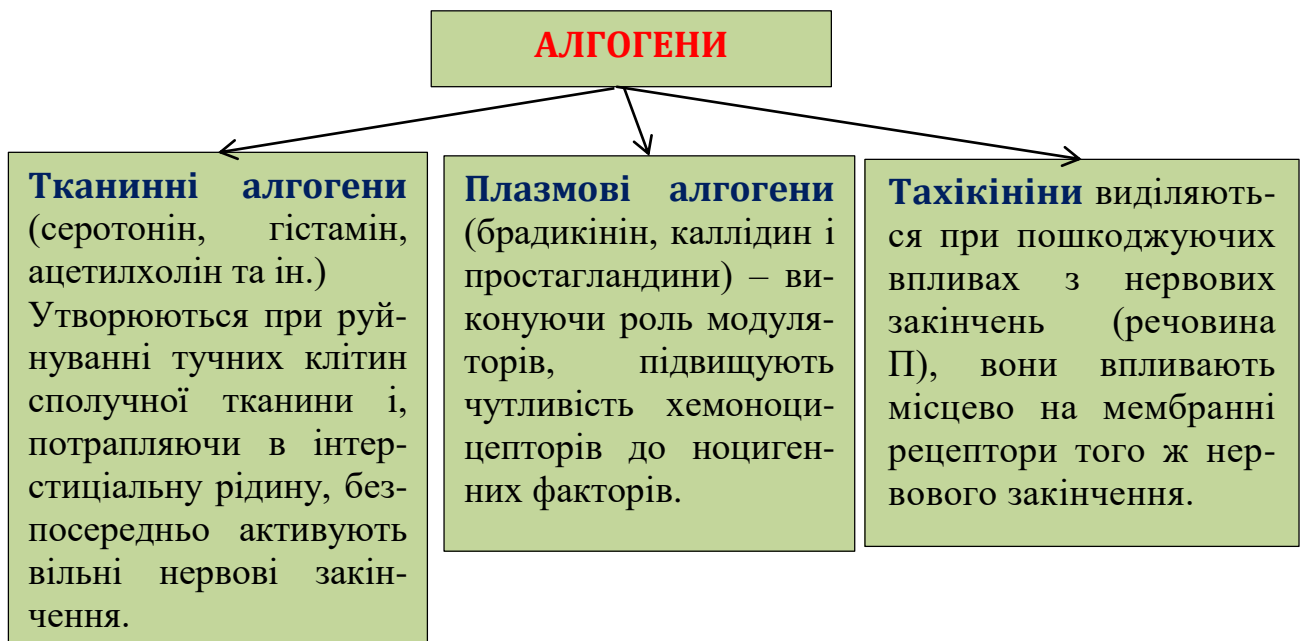 АЛГОГЕНИ
Тканинні алгогени
(серотонін, гістамін,
ацетилхолін та ін.)
Утворюються при руй-
нуванні тучних клітин
сполучної тканини і,
потрапляючи в інтер-
стиціальну рідину, без-
посередньо активують
вільні нервові закін-
чення.
Плазмові алгогени
(брадикінін, каллідин і
простагландини) – ви-
конуючи роль модуля-
торів, підвищують
чутливість хемоноци-
цепторів до ноциген-
них факторів.
Тахікініни виділяють-
ся при пошкоджуючих
впливах з нервових
закінчень (речовина
П), вони впливають
місцево на мембранні
рецептори того ж нер-
вового закінчення.